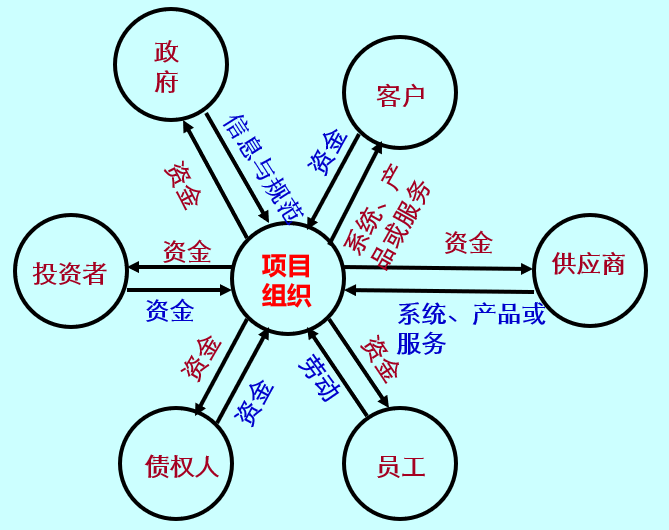 政
府
客户
信息与规范
资金
资金
系统、产
品或服务
投资者
资金
资金
项目
组织
资金
供应商
系统、产品或
服务
资金
资金
劳动
资金
债权人
员工